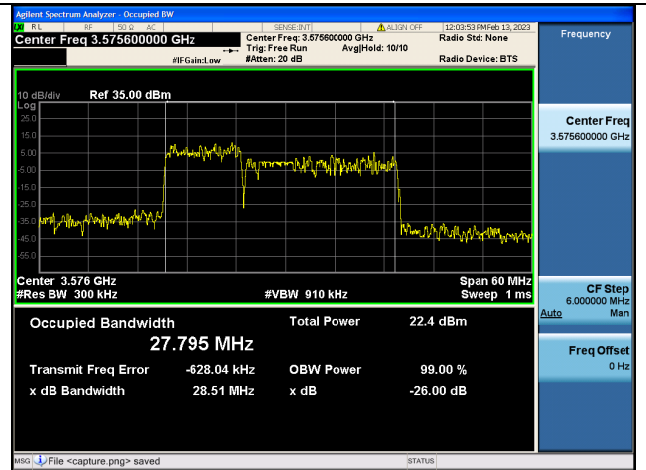 Agilent Spectrum Analyzer - Occupied BW
LXI RL RF 50 Ω AC SENSE:INT ALIGN OFF 12:03:53 PM Feb 13, 2023
Center Freq 3.575600000 GHz Center Freq: 3.575600000 GHz Radio Std: None
Trig: Free Run Avg|Hold: 10/10
#IFGain:Low #Atten: 20 dB Radio Device: BTS
Frequency
10 dB/div Ref 35.00 dBm
Log
25.0
15.0
5.00
-5.00
-15.0
-25.0
-35.0
-45.0
-55.0
Center 3.576 GHz Span 60 MHz
#Res BW 300 kHz #VBW 910 kHz Sweep 1 ms
Center Freq
3.575600000 GHz
CF Step
6.000000 MHz
Auto Man
Freq Offset
0 Hz
Occupied Bandwidth Total Power 22.4 dBm
27.795 MHz
Transmit Freq Error -628.04 kHz OBW Power 99.00 %
x dB Bandwidth 28.51 MHz x dB -26.00 dB
MSG File <capture.png> saved STATUS